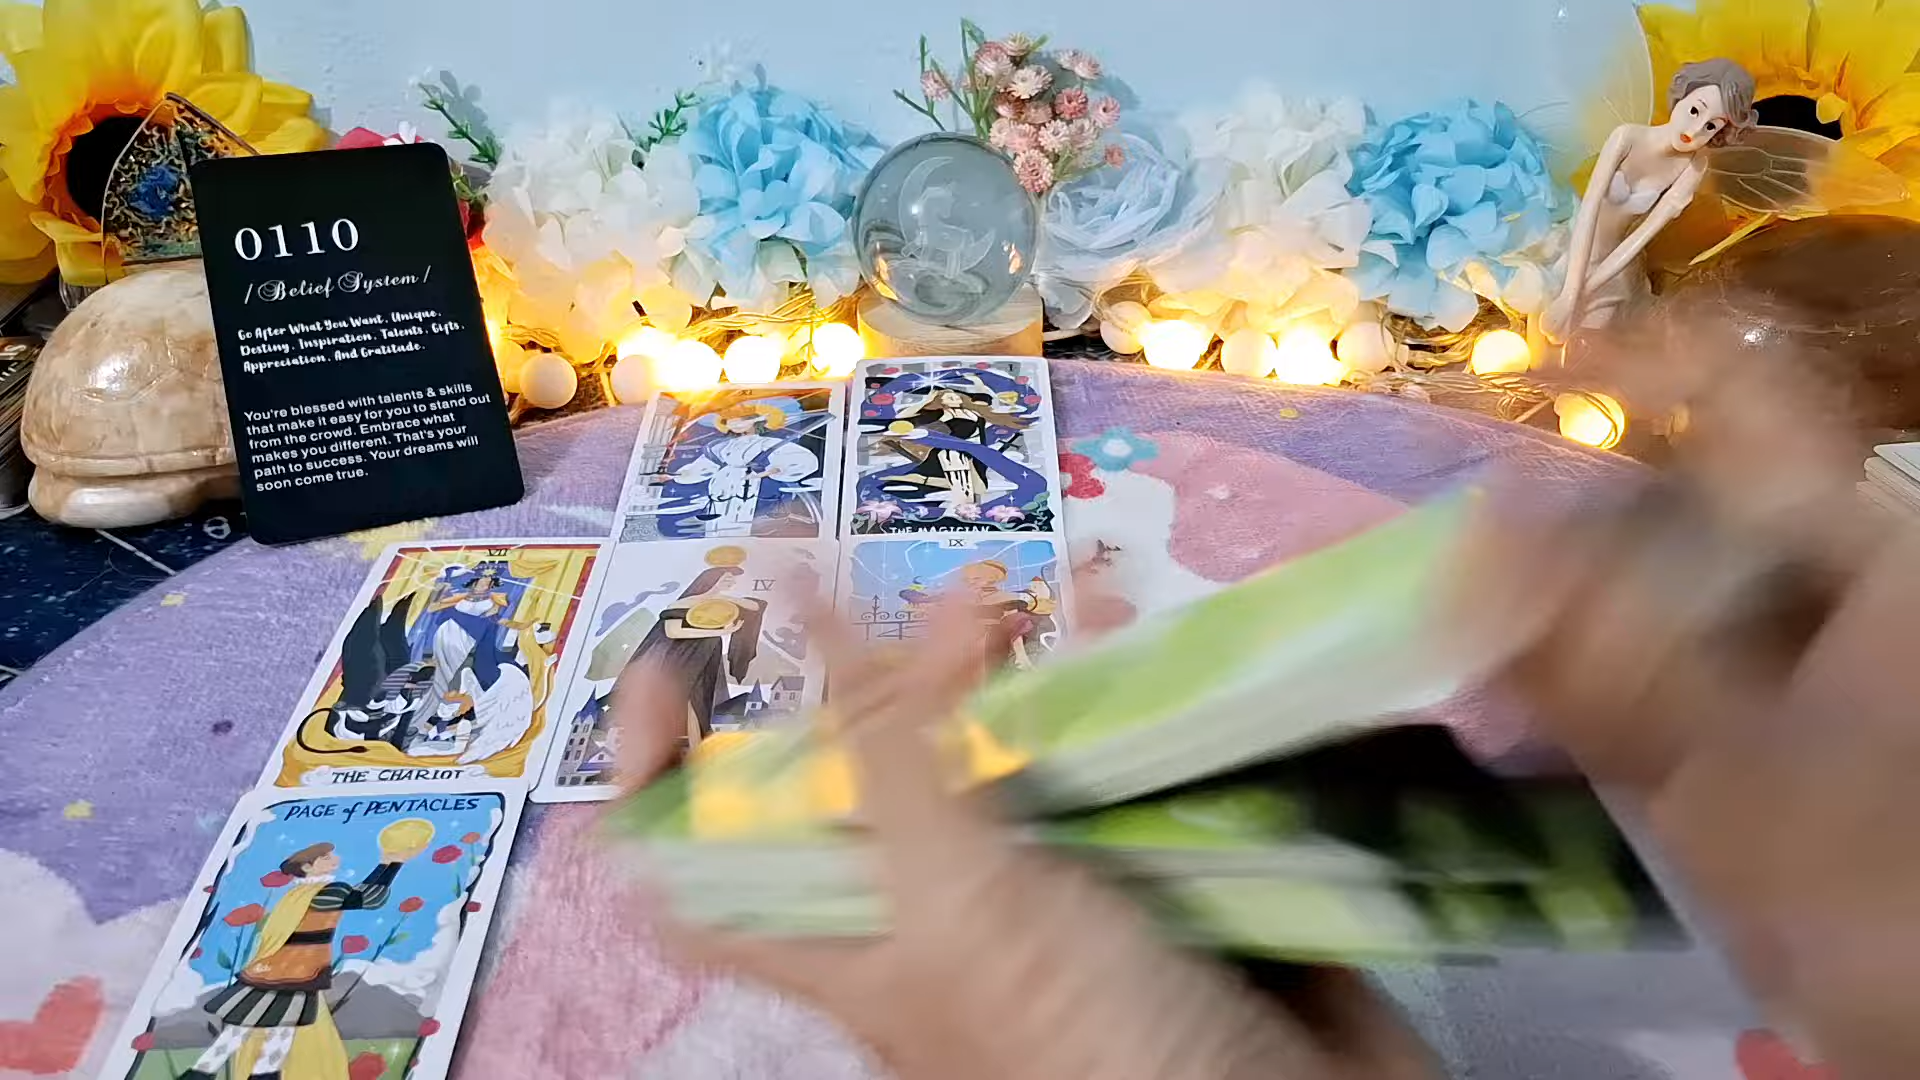 0110
/ Belief System /
Go After What You Want. Unique.
Destiny. Inspiration. Talents. Gifts.
Appreciation. And Gratitude.
You're blessed with talents & skills
that make it easy for you to stand out
from the crowd. Embrace what
makes you different. That's your
path to success. Your dreams will
soon come true.
XI
I
THE MAGICIAN
VII
THE CHARIOT
IV
IX
PAGE of PENTACLES